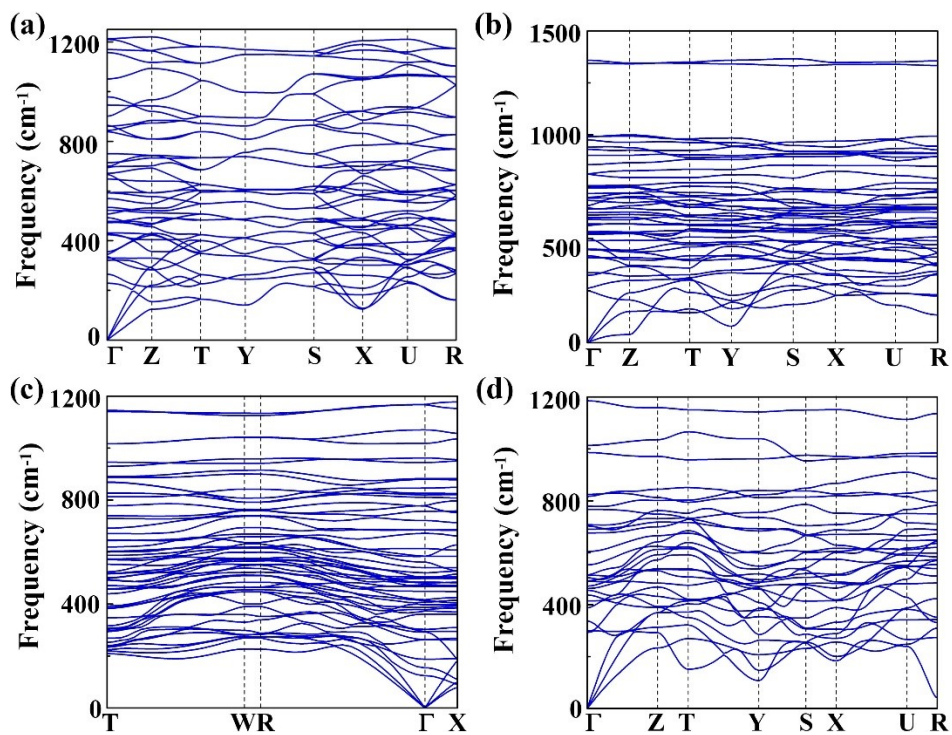 (a)
Frequency (cm⁻¹)
1200
800
400
0
Γ Z T Y S X U R
(b)
Frequency (cm⁻¹)
1500
1000
500
0
Γ Z T Y S X U R
(c)
Frequency (cm⁻¹)
1200
800
400
0
T W R Γ X
(d)
Frequency (cm⁻¹)
1200
800
400
0
Γ Z T Y S X U R